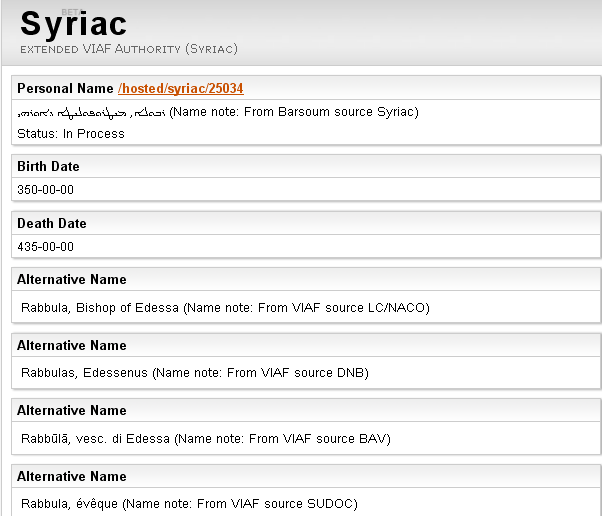 BETA
Syriac
EXTENDED VIAF AUTHORITY (SYRIAC)
Personal Name /hosted/syriac/25034
ܪܒܘܠܐ, ܡܝܛܪܘܦܘܠܝܛܐ ܕܐܘܪܗܝ (Name note: From Barsoum source Syriac)
Status: In Process
Birth Date
350-00-00
Death Date
435-00-00
Alternative Name
Rabbula, Bishop of Edessa (Name note: From VIAF source LC/NACO)
Alternative Name
Rabbulas, Edessenus (Name note: From VIAF source DNB)
Alternative Name
Rabbūlā, vesc. di Edessa (Name note: From VIAF source BAV)
Alternative Name
Rabbula, évêque (Name note: From VIAF source SUDOC)